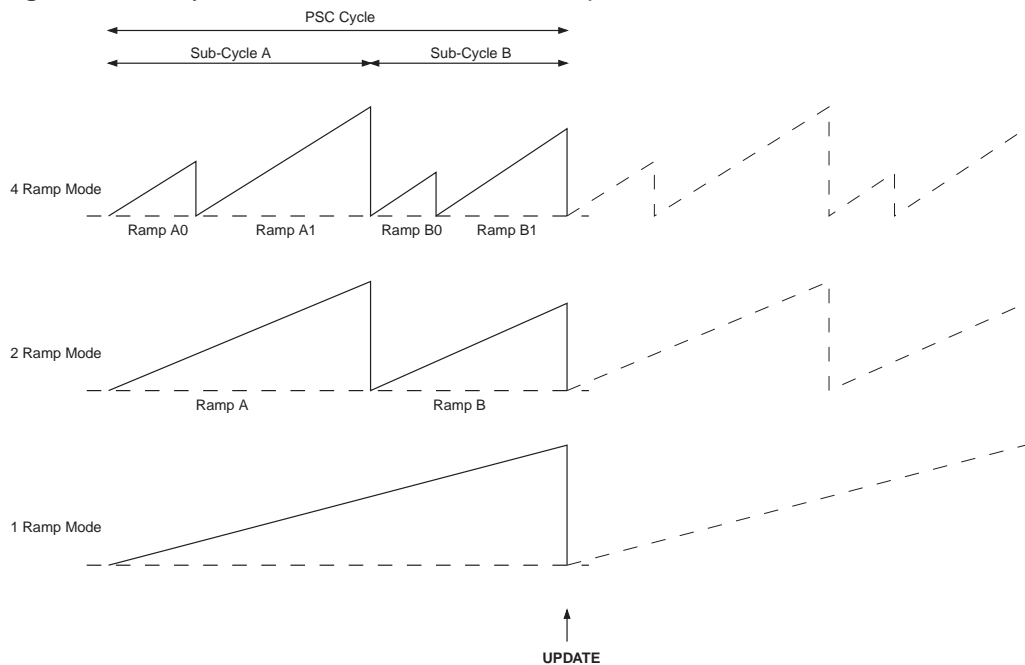 PSC Cycle
Sub-Cycle A
Sub-Cycle B
4 Ramp Mode
Ramp A0
Ramp A1
Ramp B0
Ramp B1
2 Ramp Mode
Ramp A
Ramp B
1 Ramp Mode
UPDATE